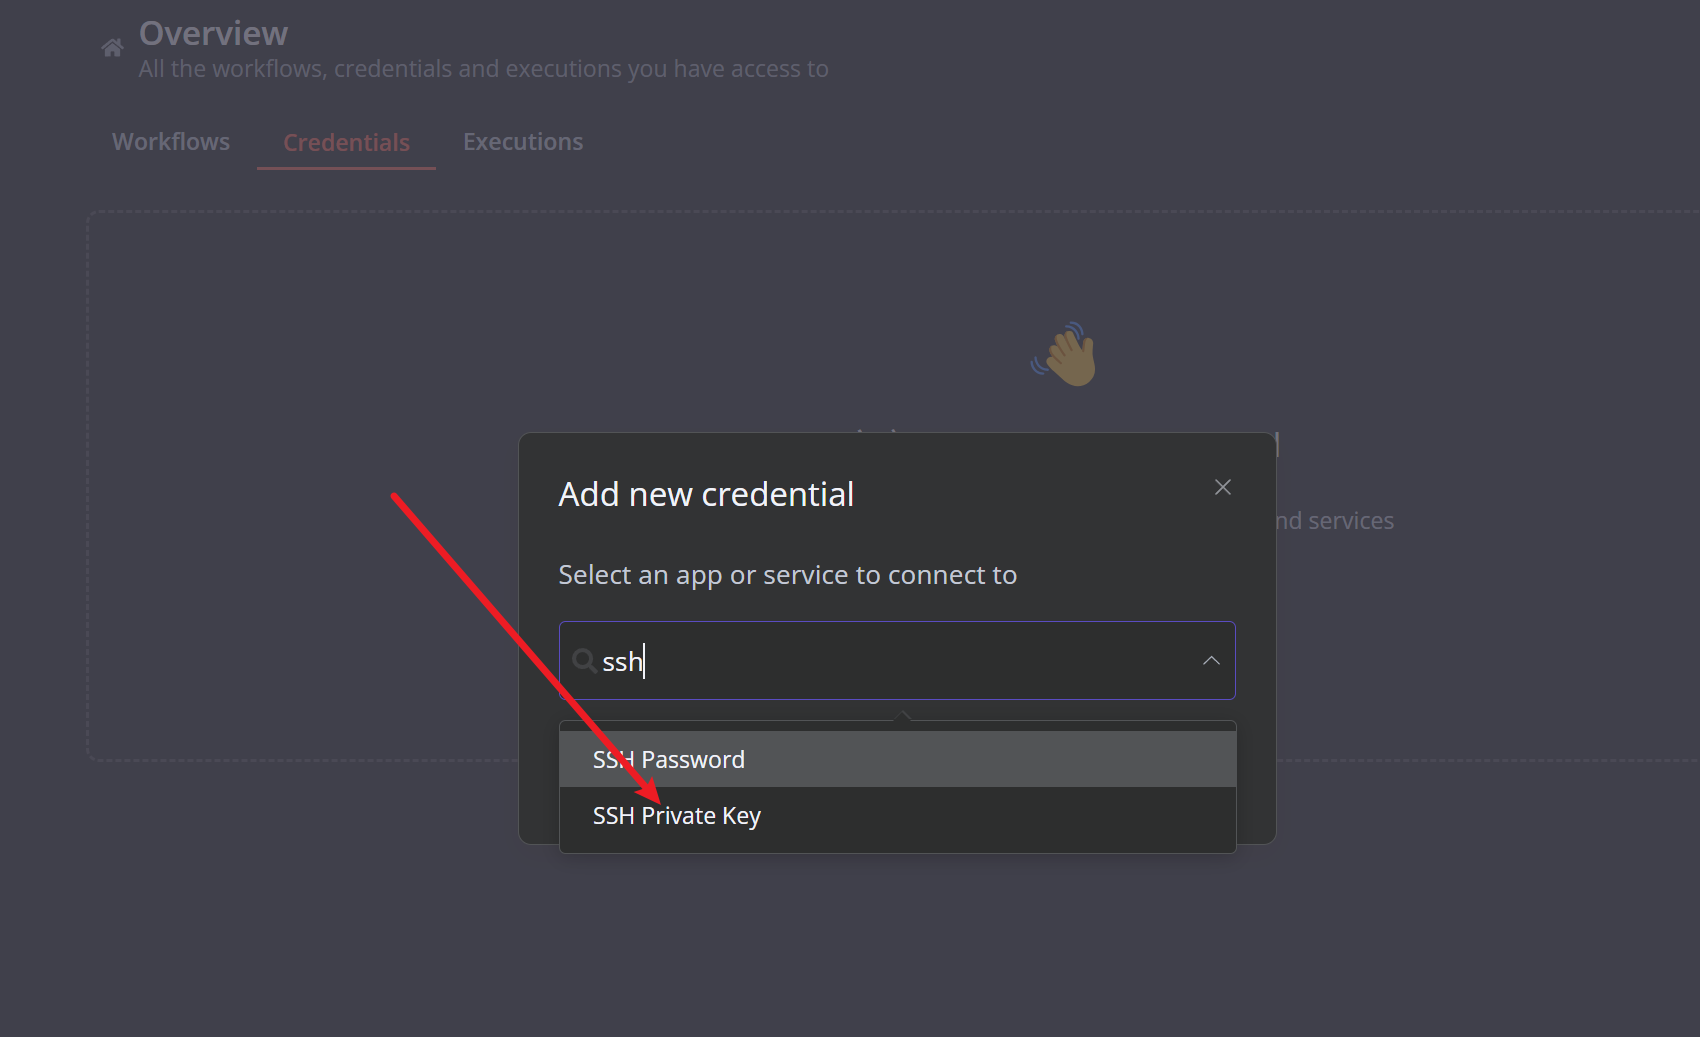 Overview
All the workflows, credentials and executions you have access to
Workflows Credentials Executions
Add new credential
nd services
Select an app or service to connect to
ssh
SSH Password
SSH Private Key